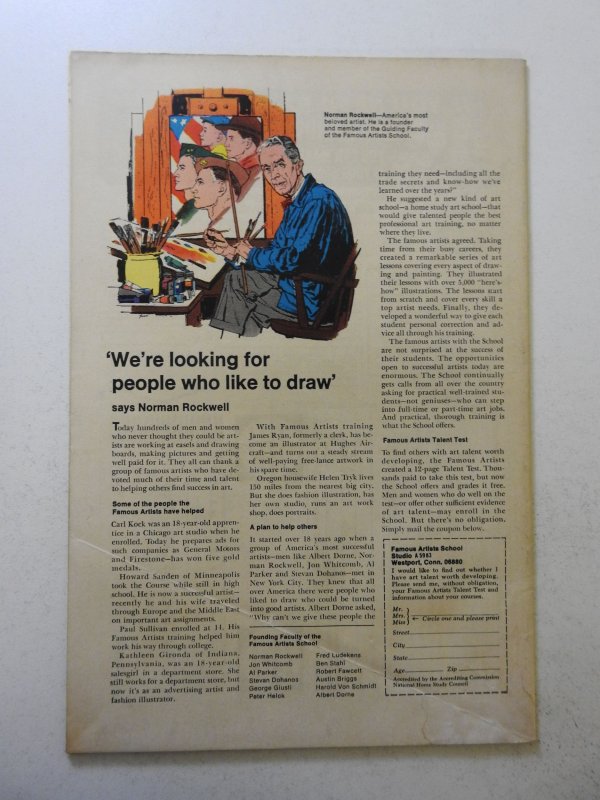 Norman Rockwell—America's most
beloved artist. He is a founder
and member of the Guiding Faculty
of the Famous Artists School.
'We're looking for
people who like to draw'
says Norman Rockwell
Today hundreds of men and women
who never thought they could be art-
ists are working at easels and drawing
boards, making pictures and getting
well paid for it. They all can thank a
group of famous artists who have de-
voted much of their time and talent
to helping others find success in art.
Some of the people the
Famous Artists have helped
Carl Kock was an 18-year-old appren-
tice in a Chicago art studio when he
enrolled. Today he prepares ads for
such companies as General Motors
and Firestone—has won five gold
medals.
Howard Sanden of Minneapolis
took the Course while still in high
school. He is now a successful artist—
recently he and his wife traveled
through Europe and the Middle East
on important art assignments.
Paul Sullivan enrolled at 14. His
Famous Artists training helped him
work his way through college.
Kathleen Gironda of Indiana,
Pennsylvania, was an 18-year-old
salesgirl in a department store. She
still works for a department store, but
now it's as an advertising artist and
fashion illustrator.
With Famous Artists training
James Ryan, formerly a clerk, has be-
come an illustrator at Hughes Air-
craft—and turns out a steady stream
of well-paying free-lance artwork in
his spare time.
Oregon housewife Helen Tryk lives
150 miles from the nearest big city.
But she does fashion illustration, has
her own studio, runs an art work
shop, does portraits.
A plan to help others
It started over 18 years ago when a
group of America's most successful
artists—men like Albert Dorne, Nor-
man Rockwell, Jon Whitcomb, Al
Parker and Stevan Dohanos—met in
New York City. They knew that all
over America there were people who
liked to draw who could be turned
into good artists. Albert Dorne asked,
"Why can't we give these people the
Founding Faculty of the
Famous Artists School
Norman Rockwell
Jon Whitcomb
Al Parker
Stevan Dohanos
George Giusti
Peter Helck
Fred Ludekens
Ben Stahl
Robert Fawcett
Austin Briggs
Harold Von Schmidt
Albert Dorne
training they need—including all the
trade secrets and know-how we've
learned over the years?"
He suggested a new kind of art
school—a home study art school—that
would give talented people the best
professional art training, no matter
where they live.
The famous artists agreed. Taking
time from their busy careers, they
created a remarkable series of art
lessons covering every aspect of draw-
ing and painting. They illustrated
their lessons with over 5,000 "here's-
how" illustrations. The lessons start
from scratch and cover every skill a
top artist needs. Finally, they de-
veloped a wonderful way to give each
student personal correction and ad-
vice all through his training.
The famous artists with the School
are not surprised at the success of
their students. The opportunities
open to successful artists today are
enormous. The School continually
gets calls from all over the country
asking for practical well-trained stu-
dents—not geniuses—who can step
into full-time or part-time art jobs.
And practical, thorough training is
what the School offers.
Famous Artists Talent Test
To find others with art talent worth
developing, the Famous Artists
created a 12-page Talent Test. Thou-
sands paid to take this test, but now
the School offers and grades it free.
Men and women who do well on the
test—or offer other sufficient evidence
of art talent—may enroll in the
School. But there's no obligation.
Simply mail the coupon below.
Famous Artists School
Studio A5983
Westport, Conn. 06880
I would like to find out whether I
have art talent worth developing.
Please send me, without obligation,
your Famous Artists Talent Test and
information about your courses.
Mr.
Mrs. ← Circle one and please print
Miss
Street
City
State
Age Zip
Accredited by the Accrediting Commission
National Home Study Council